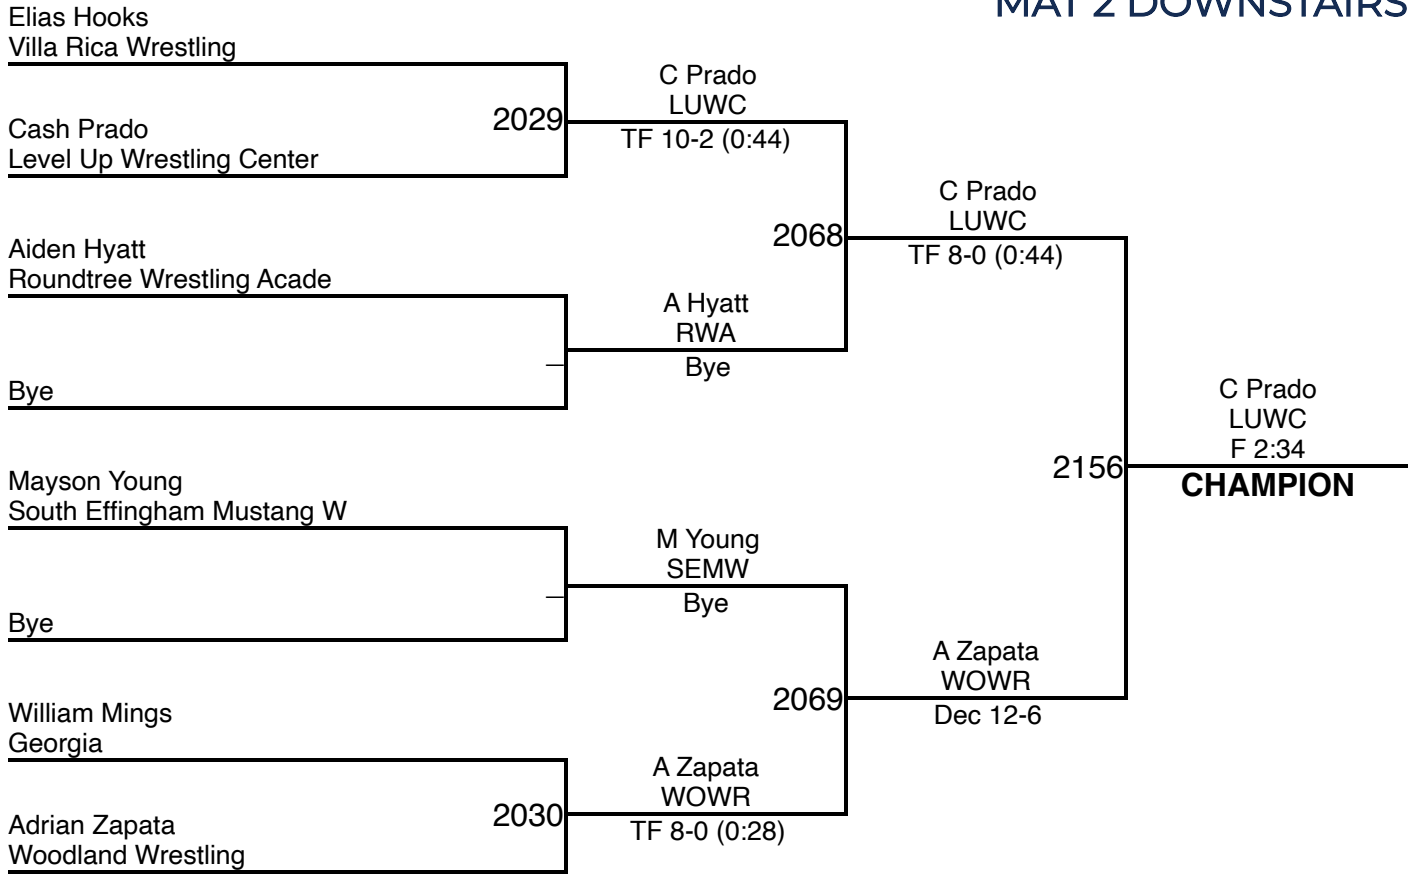 MAT 2 DOWNSTAIRS
Elias Hooks
Villa Rica Wrestling
2029
Cash Prado
Level Up Wrestling Center
C Prado
LUWC
TF 10-2 (0:44)
Aiden Hyatt
Roundtree Wrestling Acade
Bye
A Hyatt
RWA
Bye
2068
C Prado
LUWC
TF 8-0 (0:44)
Mayson Young
South Effingham Mustang W
Bye
M Young
SEMW
Bye
William Mings
Georgia
2030
Adrian Zapata
Woodland Wrestling
A Zapata
WOWR
TF 8-0 (0:28)
2069
A Zapata
WOWR
Dec 12-6
2156
C Prado
LUWC
F 2:34
CHAMPION